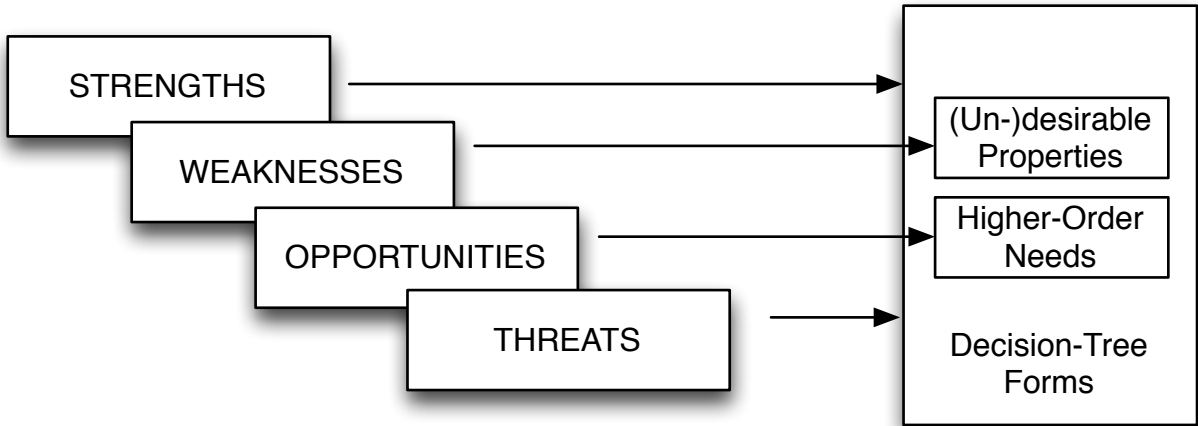 STRENGTHS
WEAKNESSES
OPPORTUNITIES
THREATS
(Un-)desirable
Properties
Higher-Order
Needs
Decision-Tree
Forms